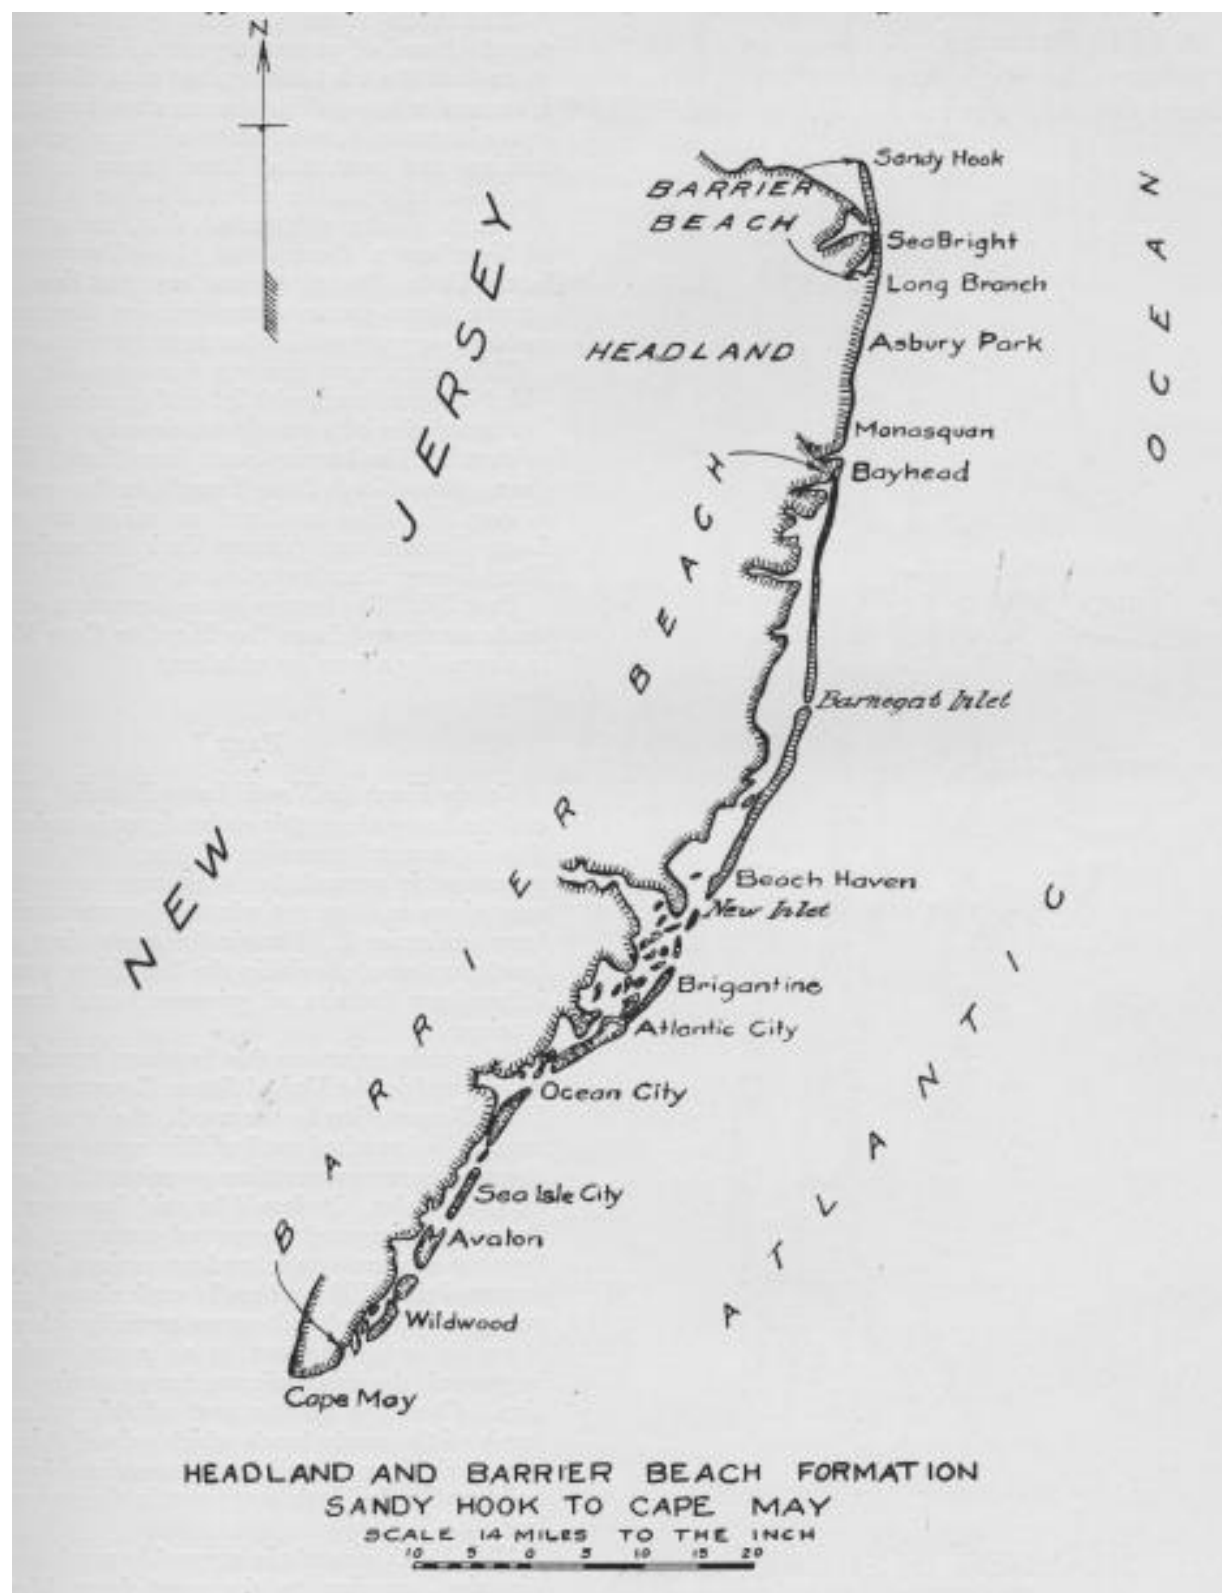 N
Sandy Hook
BARRIER
BEACH
SeaBright
Long Branch
HEADLAND
Asbury Park
Manasquan
Bayhead
Barnegat Inlet
Beach Haven
New Inlet
Brigantine
Atlantic City
Ocean City
Sea Isle City
Avalon
Wildwood
Cape May
NEW JERSEY
BARRIER BEACH
ATLANTIC OCEAN
HEADLAND AND BARRIER BEACH FORMATION
SANDY HOOK TO CAPE MAY
SCALE 14 MILES TO THE INCH
10 5 0 5 10 15 20